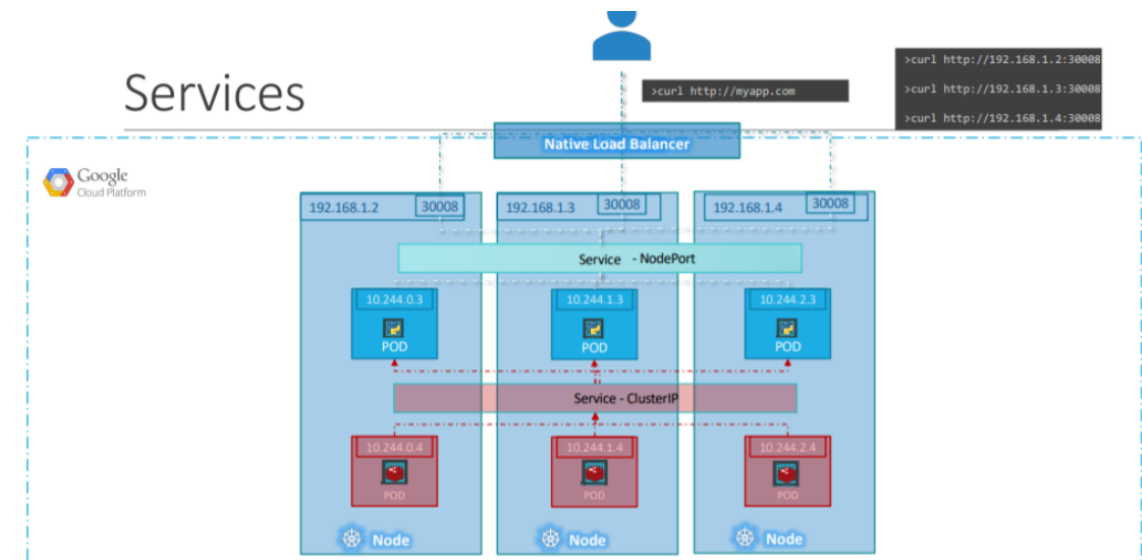 Services
>curl http://myapp.com
>curl http://192.168.1.2:30008
>curl http://192.168.1.3:30008
>curl http://192.168.1.4:30008
Native Load Balancer
Google
Cloud Platform
192.168.1.2
30008
192.168.1.3
30008
192.168.1.4
30008
Service - NodePort
10.244.0.3
POD
10.244.1.3
POD
10.244.2.3
POD
Service - ClusterIP
10.244.0.4
POD
10.244.1.4
POD
10.244.2.4
POD
Node
Node
Node